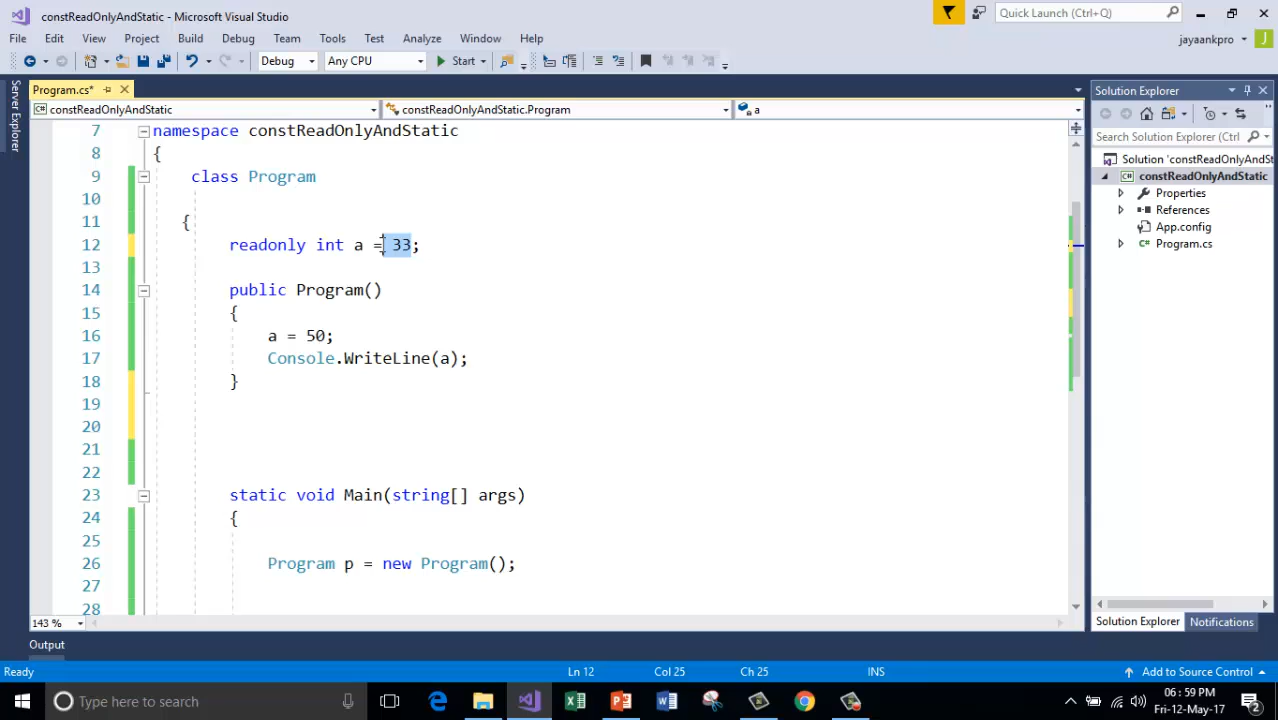 constReadOnlyAndStatic - Microsoft Visual Studio
Quick Launch (Ctrl+Q)
File Edit View Project Build Debug Team Tools Test Analyze Window Help
jayaankpro J
Debug Any CPU Start
Server Explorer
Program.cs*
constReadOnlyAndStatic constReadOnlyAndStatic.Program a
7 namespace constReadOnlyAndStatic
8 {
9 class Program
10
11 {
12 readonly int a = 33;
13
14 public Program()
15 {
16 a = 50;
17 Console.WriteLine(a);
18 }
19
20
21
22
23 static void Main(string[] args)
24 {
25
26 Program p = new Program();
27
28
143 %
Solution Explorer
Search Solution Explorer (Ctrl
Solution 'constReadOnlyAndSt
constReadOnlyAndStatic
Properties
References
App.config
Program.cs
Solution Explorer Notifications
Output
Ready Ln 12 Col 25 Ch 25 INS Add to Source Control
Type here to search
06:59 PM
Fri-12-May-17
2